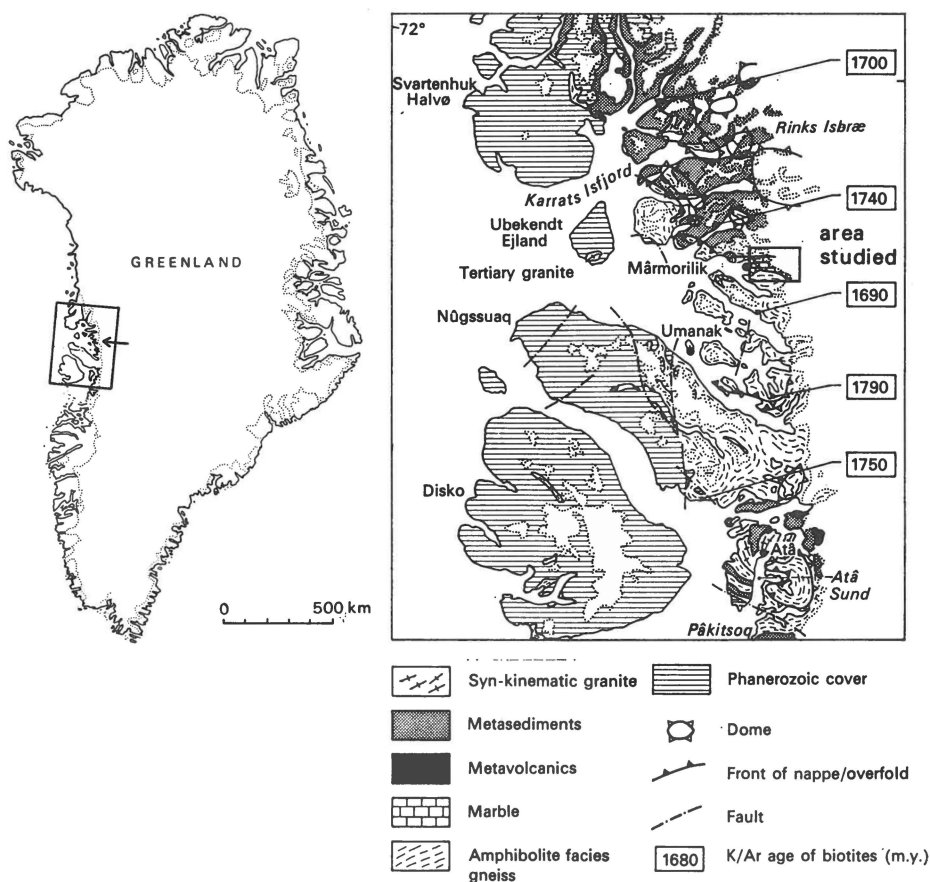 GREENLAND
0 500 km
72°
1700
Svartenhuk
Halvø
Rinks Isbræ
Karrats Isfjord
1740
Ubekendt
Ejland
area
studied
Tertiary granite
Mârmorilik
1690
Nûgssuaq
Umanak
1790
1750
Disko
Atâ
Atâ
Sund
Pâkitsoq
Syn-kinematic granite
Phanerozoic cover
Metasediments
Dome
Metavolcanics
Front of nappe/overfold
Marble
Fault
Amphibolite facies
gneiss
1680
K/Ar age of biotites (m.y.)